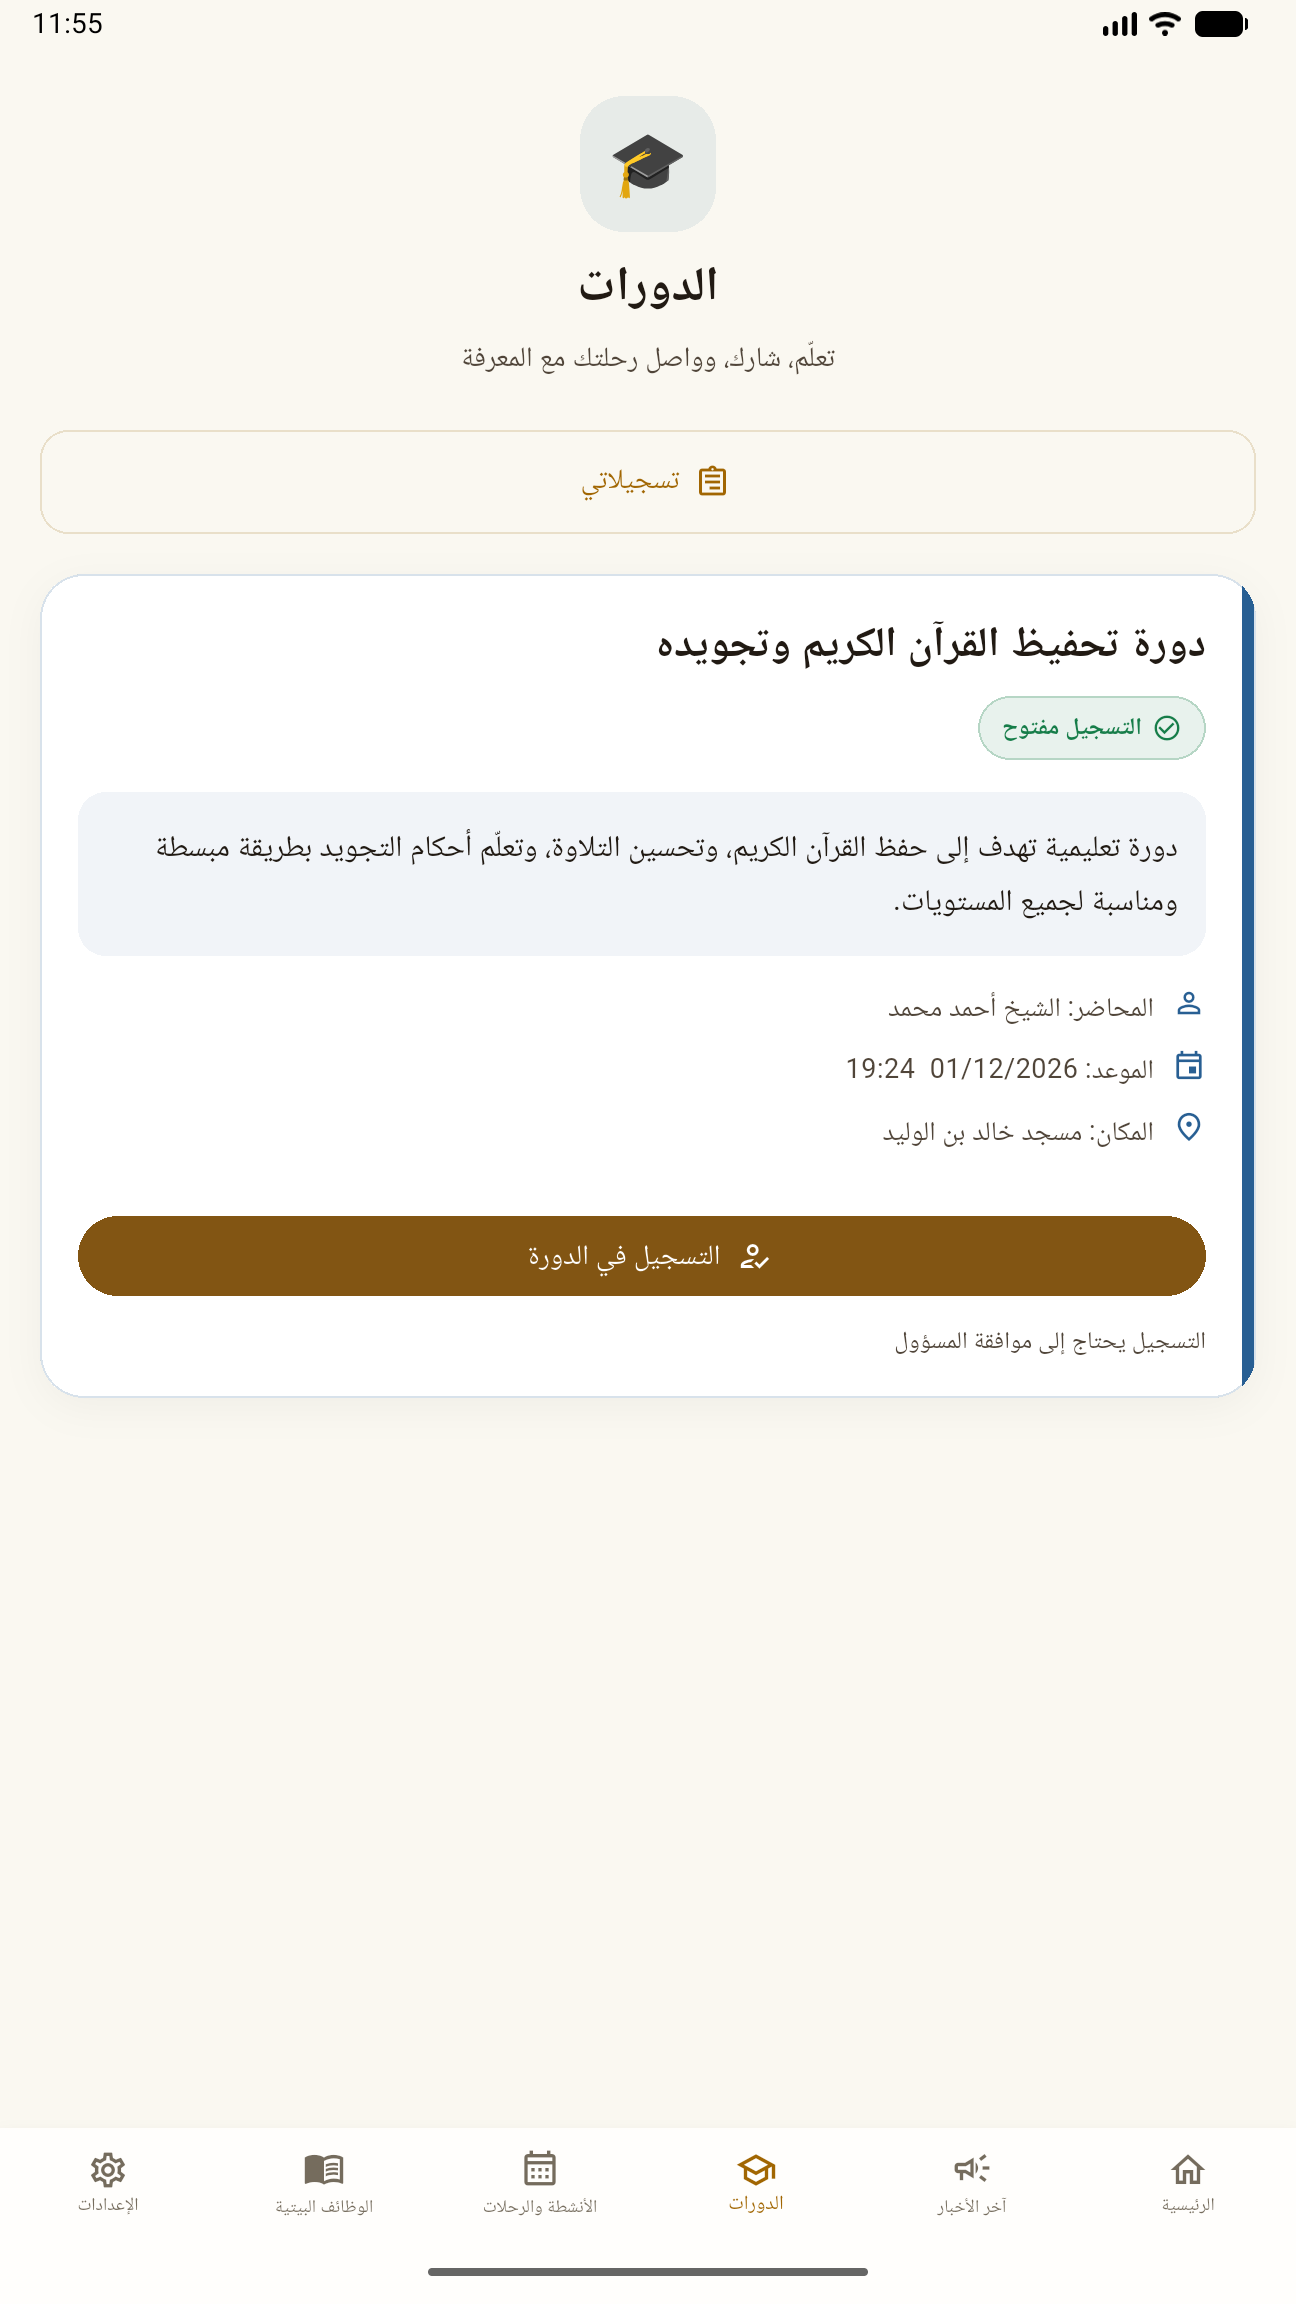 11:55
الدورات
تعلّم، شارك، وواصل رحلتك مع المعرفة
تسجيلاتي
دورة تحفيظ القرآن الكريم وتجويده
التسجيل مفتوح
دورة تعليمية تهدف إلى حفظ القرآن الكريم، وتحسين التلاوة، وتعلّم أحكام التجويد بطريقة مبسطة
ومناسبة لجميع المستويات.
المحاضر: الشيخ أحمد محمد
الموعد: 01/12/2026  19:24
المكان: مسجد خالد بن الوليد
التسجيل في الدورة
التسجيل يحتاج إلى موافقة المسؤول
الرئيسية
آخر الأخبار
الدورات
الأنشطة والرحلات
الوظائف البيتية
الإعدادات